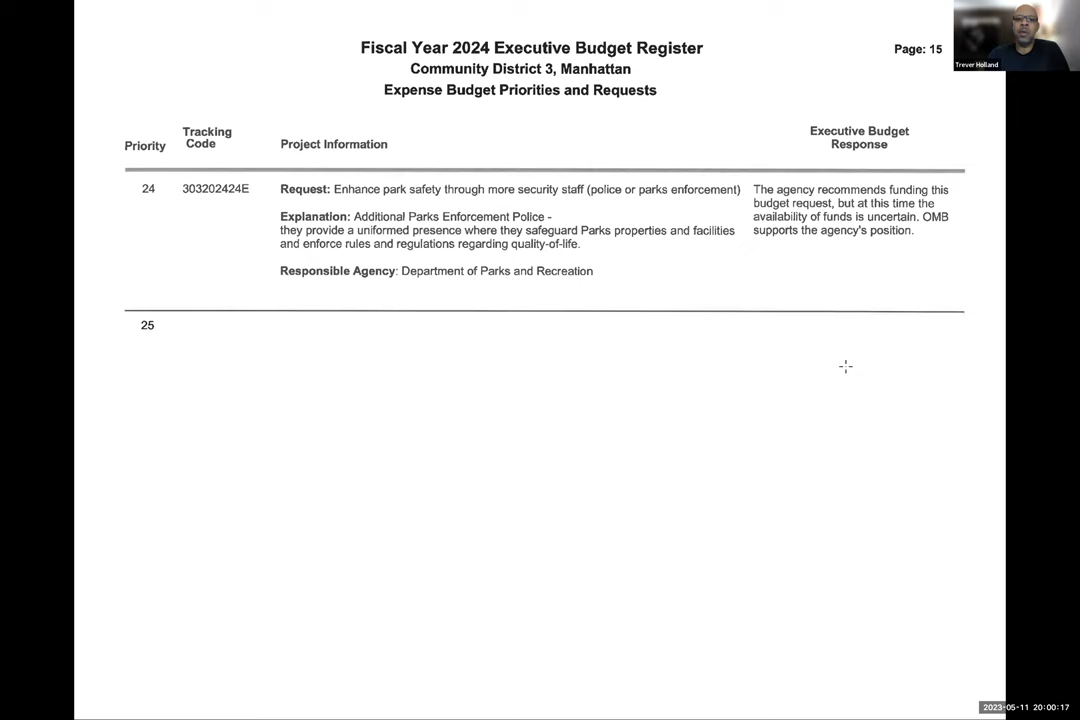 Fiscal Year 2024 Executive Budget Register
Page: 15
Trever Holland
Community District 3, Manhattan
Expense Budget Priorities and Requests
Priority
Tracking
Code
Project Information
Executive Budget
Response
24
303202424E
Request: Enhance park safety through more security staff (police or parks enforcement)
Explanation: Additional Parks Enforcement Police -
they provide a uniformed presence where they safeguard Parks properties and facilities
and enforce rules and regulations regarding quality-of-life.
Responsible Agency: Department of Parks and Recreation
The agency recommends funding this
budget request, but at this time the
availability of funds is uncertain. OMB
supports the agency's position.
25
2023-05-11 20:00:17